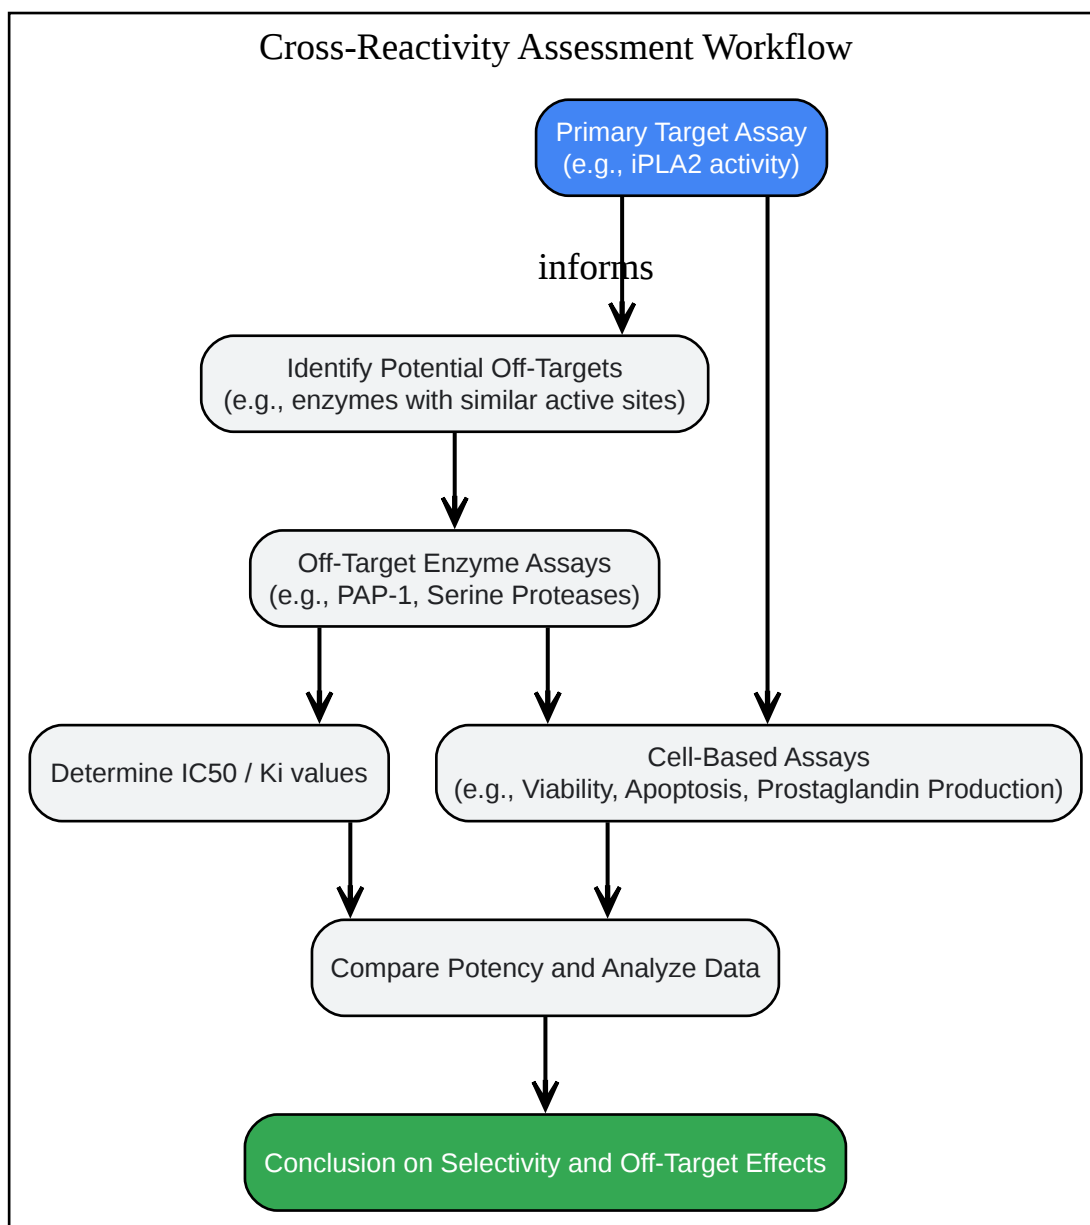 Cross-Reactivity Assessment Workflow
Primary Target Assay
(e.g., iPLA2 activity)
informs
Identify Potential Off-Targets
(e.g., enzymes with similar active sites)
Off-Target Enzyme Assays
(e.g., PAP-1, Serine Proteases)
Determine IC50 / Ki values
Cell-Based Assays
(e.g., Viability, Apoptosis, Prostaglandin Production)
Compare Potency and Analyze Data
Conclusion on Selectivity and Off-Target Effects